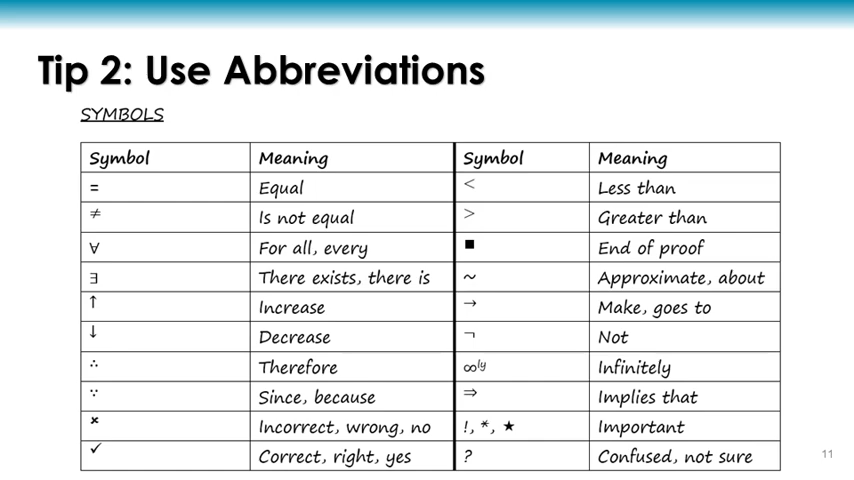 Tip 2: Use Abbreviations
SYMBOLS
Symbol Meaning Symbol Meaning
= Equal < Less than
≠ Is not equal > Greater than
∀ For all, every ■ End of proof
∃ There exists, there is ~ Approximate, about
↑ Increase → Make, goes to
↓ Decrease ¬ Not
∴ Therefore ∞ˡʸ Infinitely
∵ Since, because ⇒ Implies that
× Incorrect, wrong, no !, *, ★ Important
✓ Correct, right, yes ? Confused, not sure
11